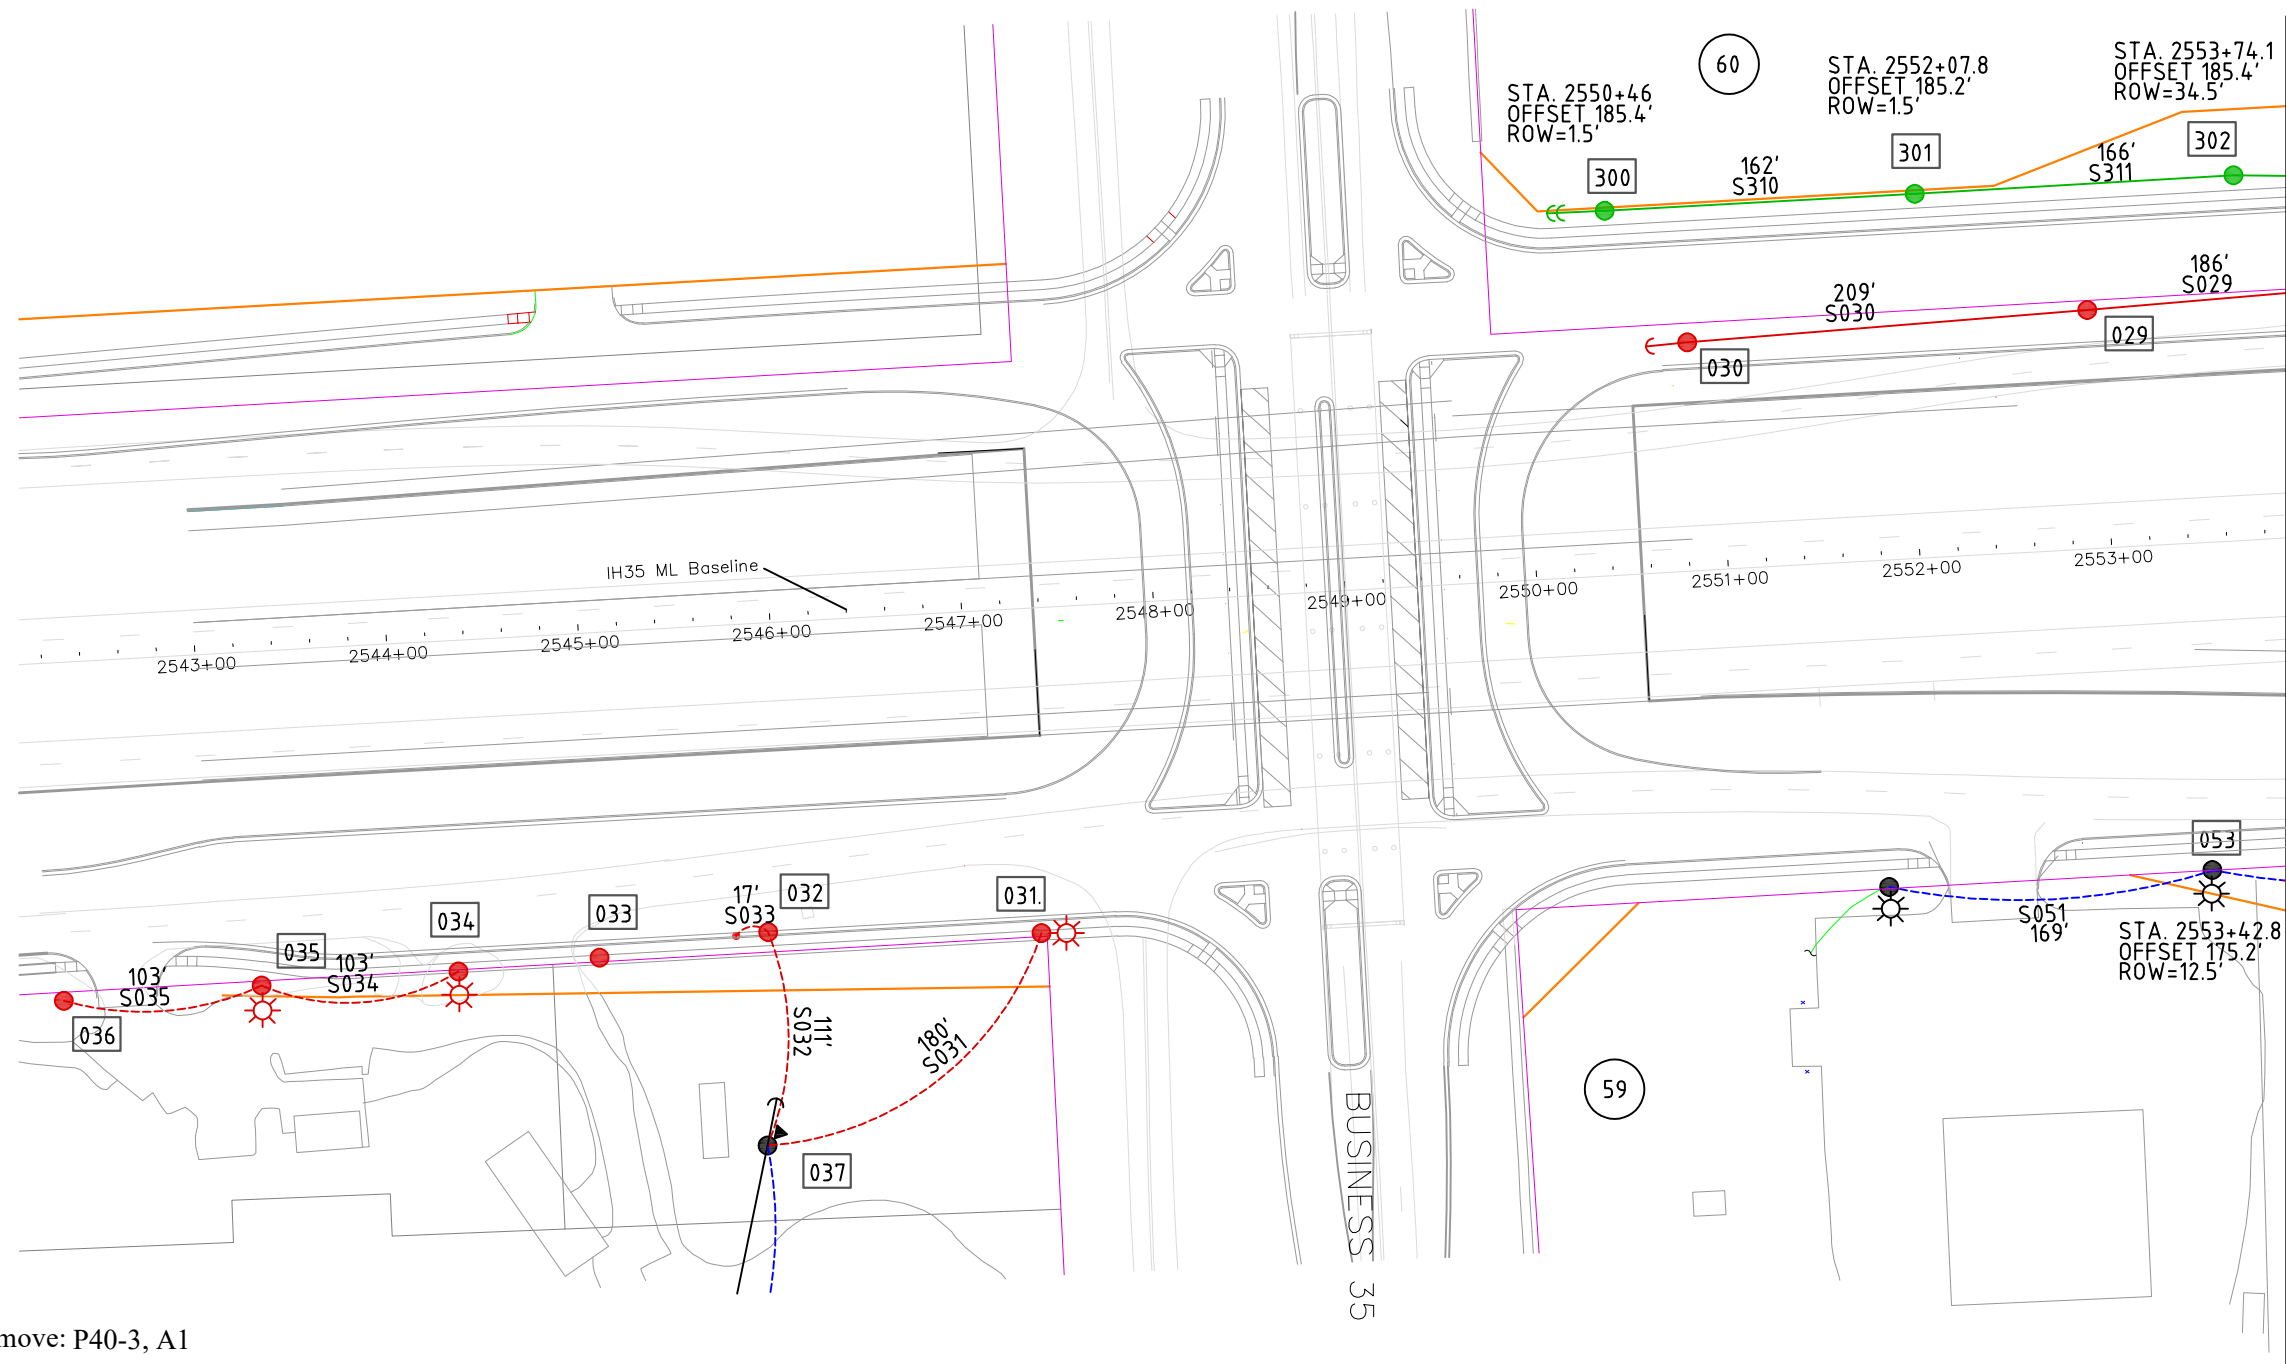 STA. 2553+74.1
OFFSET 185.4'
ROW=34.5'
60
STA. 2552+07.8
OFFSET 185.2'
ROW=1.5'
STA. 2550+46
OFFSET 185.4'
ROW=1.5'
302
301
300
162'
S310
166'
S311
186'
S029
209'
S030
029
030
IH35 ML Baseline
2543+00
2544+00
2545+00
2546+00
2547+00
2548+00
2549+00
2550+00
2551+00
2552+00
2553+00
053
S051
169'
STA. 2553+42.8
OFFSET 175.2'
ROW=12.5'
031.
032
17'
S033
033
034
035
103'
S034
103'
S035
036
111'
S032
180'
S031
037
59
BUSINESS 35
move: P40-3, A1